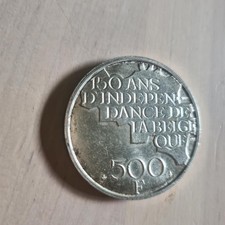 150 ANS
D'INDEPEN
DANCE DE
LA BELGI
QUE
500
F